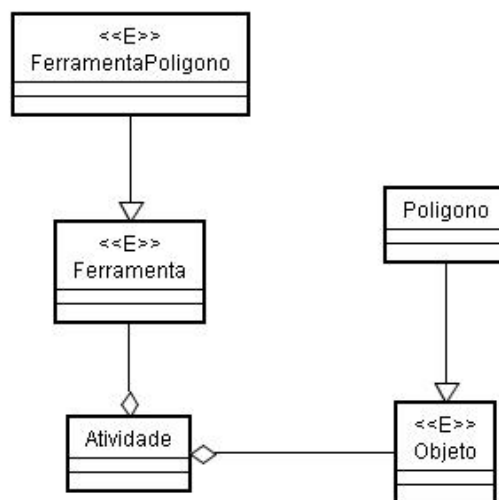 <<E>>
FerramentaPoligono
<<E>>
Ferramenta
Poligono
Atividade
<<E>>
Objeto